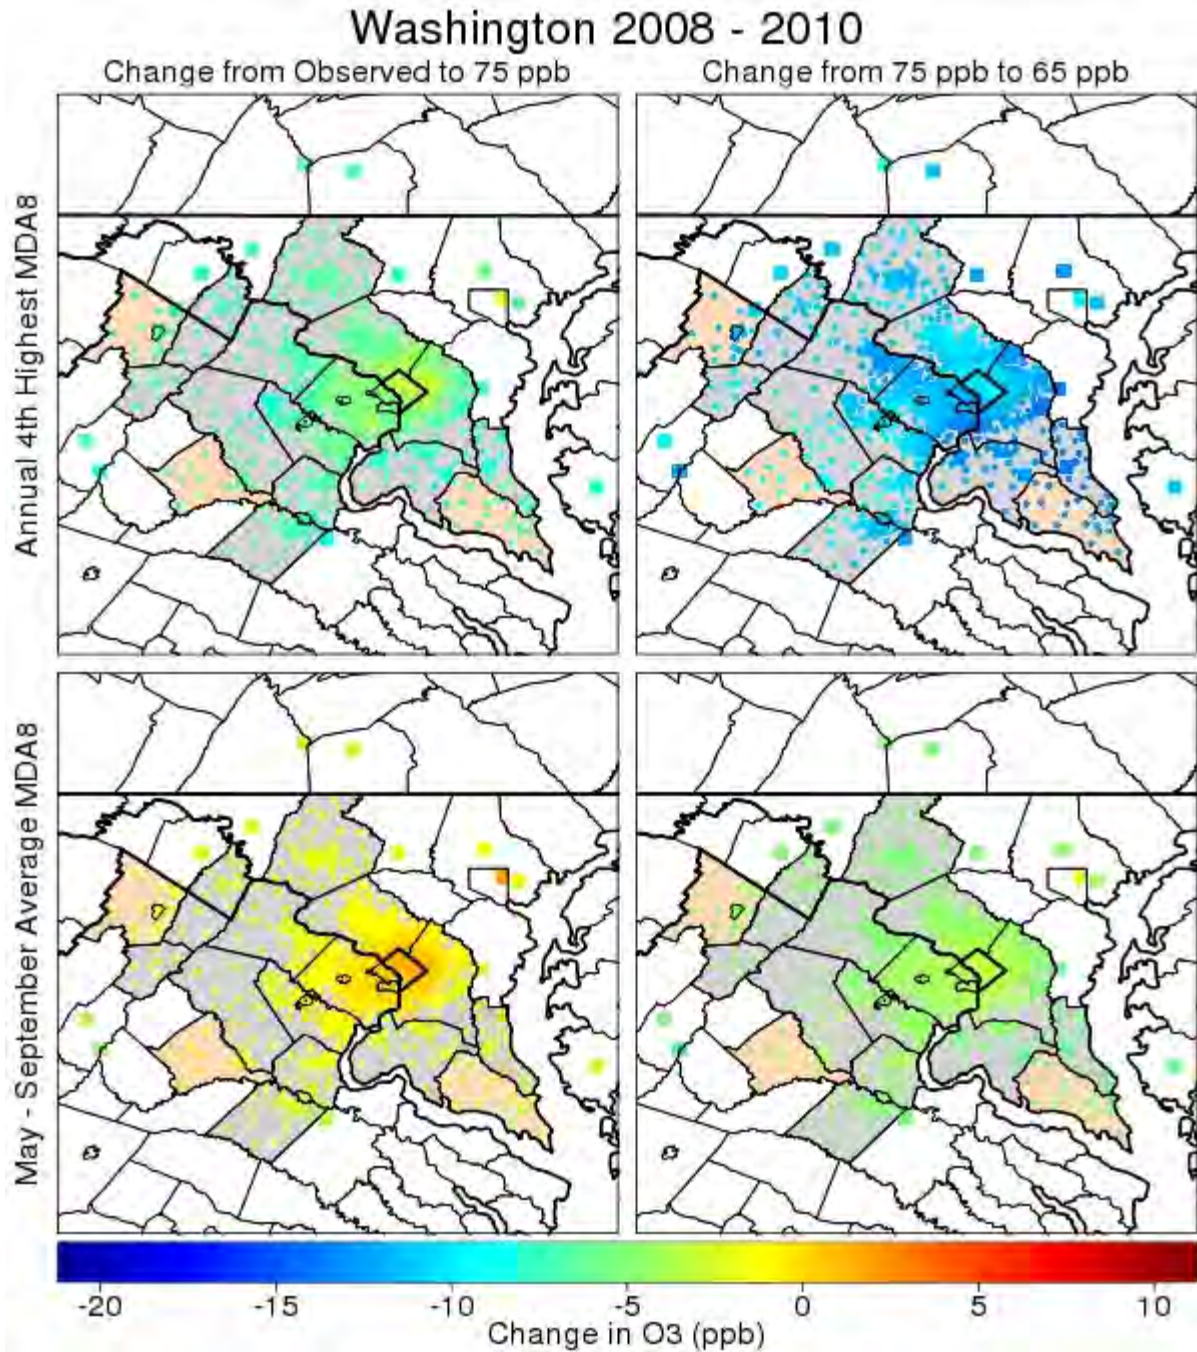 Washington 2008 - 2010
Change from Observed to 75 ppb
Change from 75 ppb to 65 ppb
Annual 4th Highest MDA8
May - September Average MDA8
-20 -15 -10 -5 0 5 10
Change in O3 (ppb)